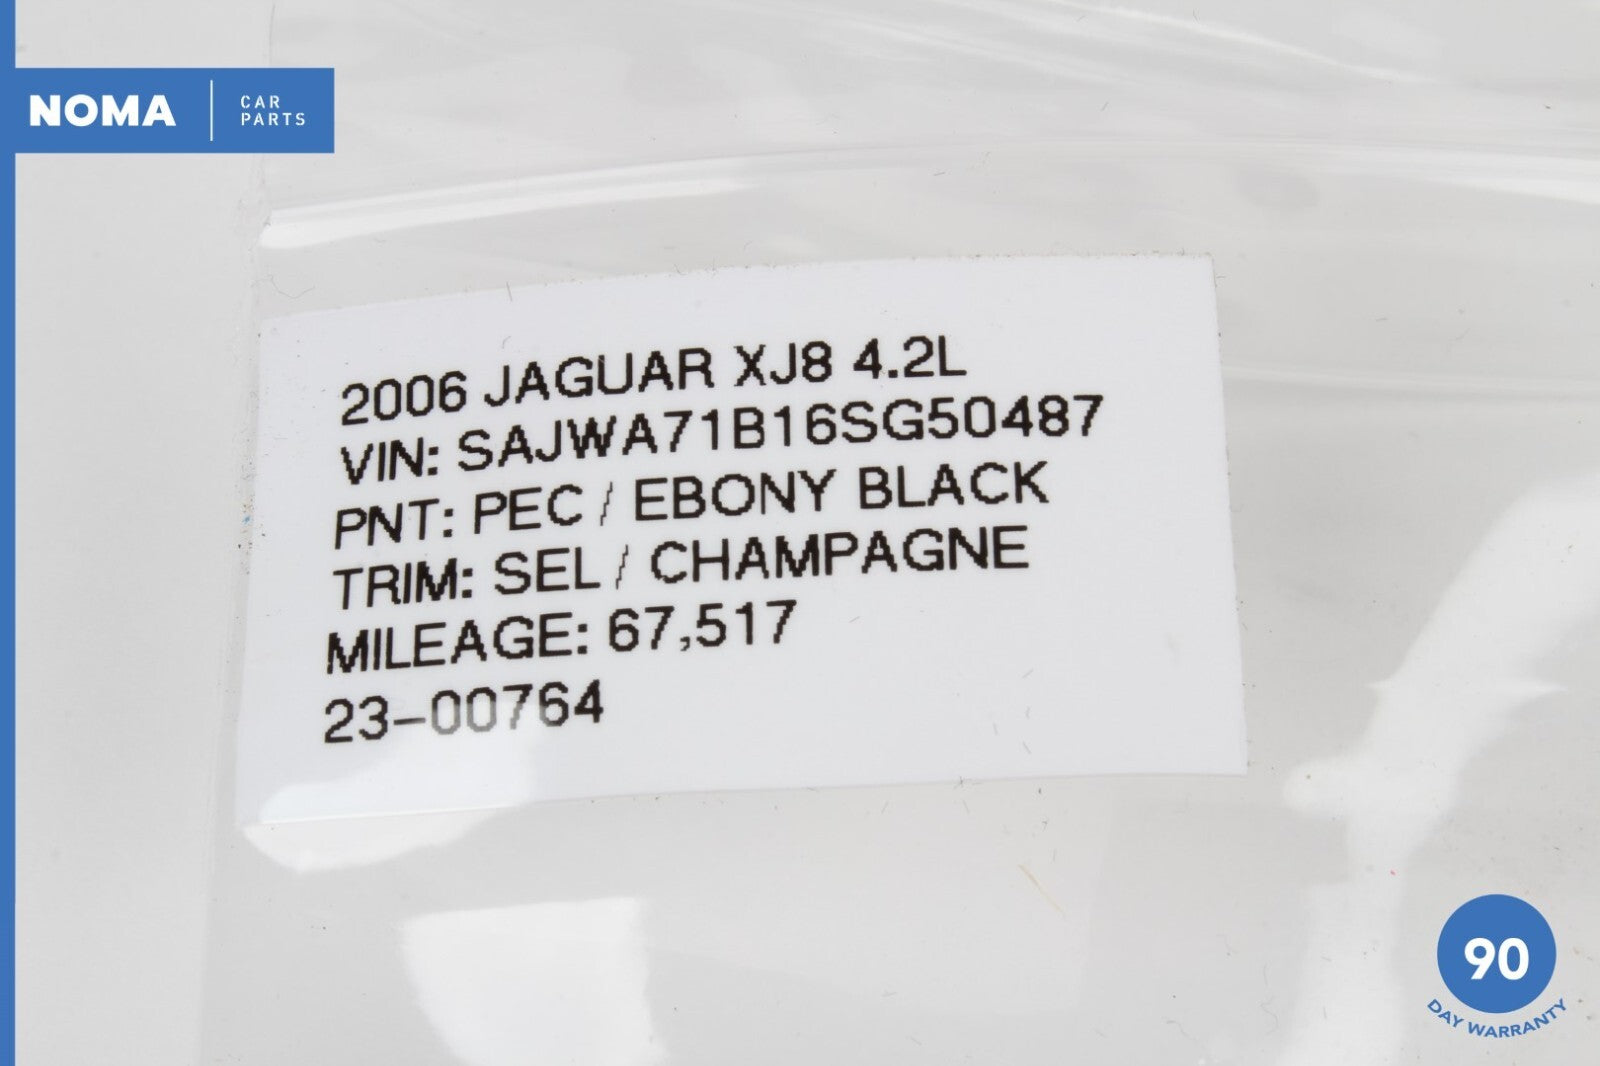 NOMA
CAR
PARTS
2006 JAGUAR XJ8 4.2L
VIN: SAJWA71B16SG50487
PNT: PEC / EBONY BLACK
TRIM: SEL / CHAMPAGNE
MILEAGE: 67,517
23-00764
90
DAY WARRANTY